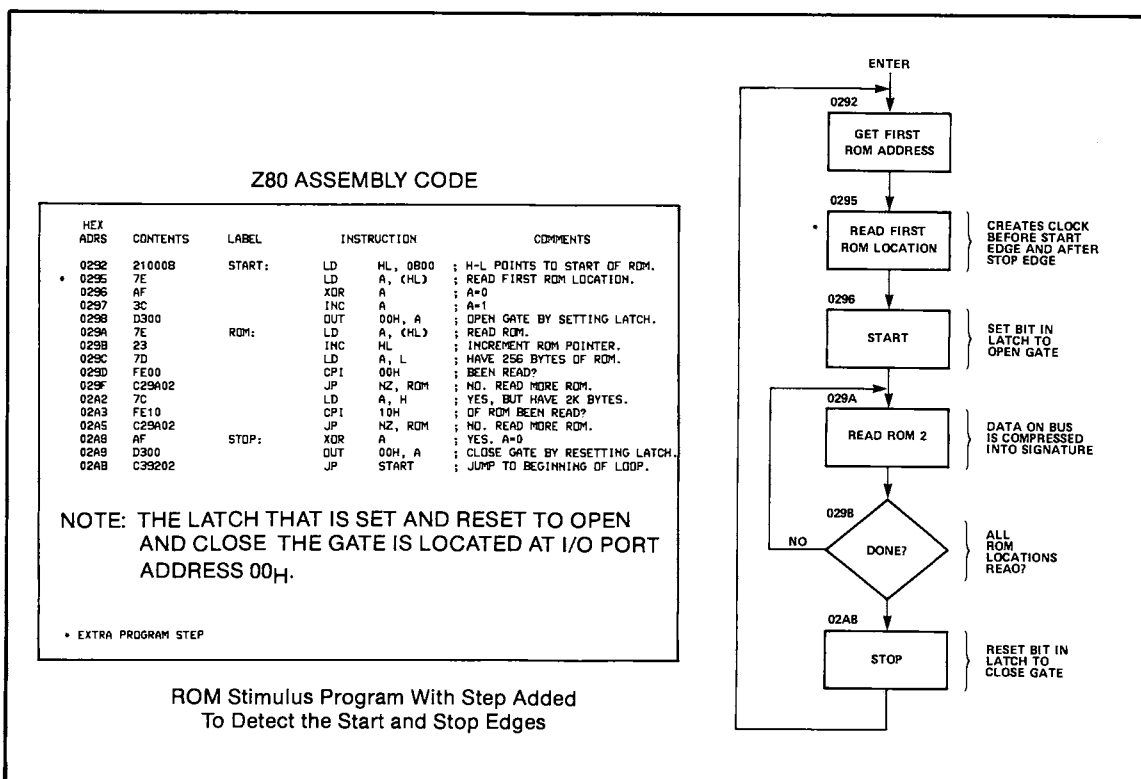 Z80 ASSEMBLY CODE
HEX
ADRS CONTENTS LABEL INSTRUCTION COMMENTS
0292 210008 START: LD HL, 0800 ; H-L POINTS TO START OF ROM.
• 0295 7E LD A, (HL) ; READ FIRST ROM LOCATION.
0296 AF XOR A ; A=0
0297 3C INC A ; A=1
0298 D300 OUT 00H, A ; OPEN GATE BY SETTING LATCH.
029A 7E ROM: LD A, (HL) ; READ ROM.
029B 23 INC HL ; INCREMENT ROM POINTER.
029C 7D LD A, L ; HAVE 256 BYTES OF ROM.
029D FE00 CPI 00H ; BEEN READ?
029F C29A02 JP NZ, ROM ; NO. READ MORE ROM.
02A2 7C LD A, H ; YES, BUT HAVE 2K BYTES.
02A3 FE10 CPI 10H ; OF ROM BEEN READ?
02A5 C29A02 JP NZ, ROM ; NO. READ MORE ROM.
02A8 AF STOP: XOR A ; YES. A=0
02A9 D300 OUT 00H, A ; CLOSE GATE BY RESETTING LATCH.
02AB C39202 JP START ; JUMP TO BEGINNING OF LOOP.
NOTE: THE LATCH THAT IS SET AND RESET TO OPEN
AND CLOSE THE GATE IS LOCATED AT I/O PORT
ADDRESS 00H.
• EXTRA PROGRAM STEP
ROM Stimulus Program With Step Added
To Detect the Start and Stop Edges
ENTER
0292
GET FIRST
ROM ADDRESS
0295
•
READ FIRST
ROM LOCATION
CREATES CLOCK
BEFORE START
EDGE AND AFTER
STOP EDGE
0296
START
SET BIT IN
LATCH TO
OPEN GATE
029A
READ ROM 2
DATA ON BUS
IS COMPRESSED
INTO SIGNATURE
029B
NO
DONE?
ALL
ROM
LOCATIONS
REAO?
02AB
STOP
RESET BIT IN
LATCH TO
CLOSE GATE